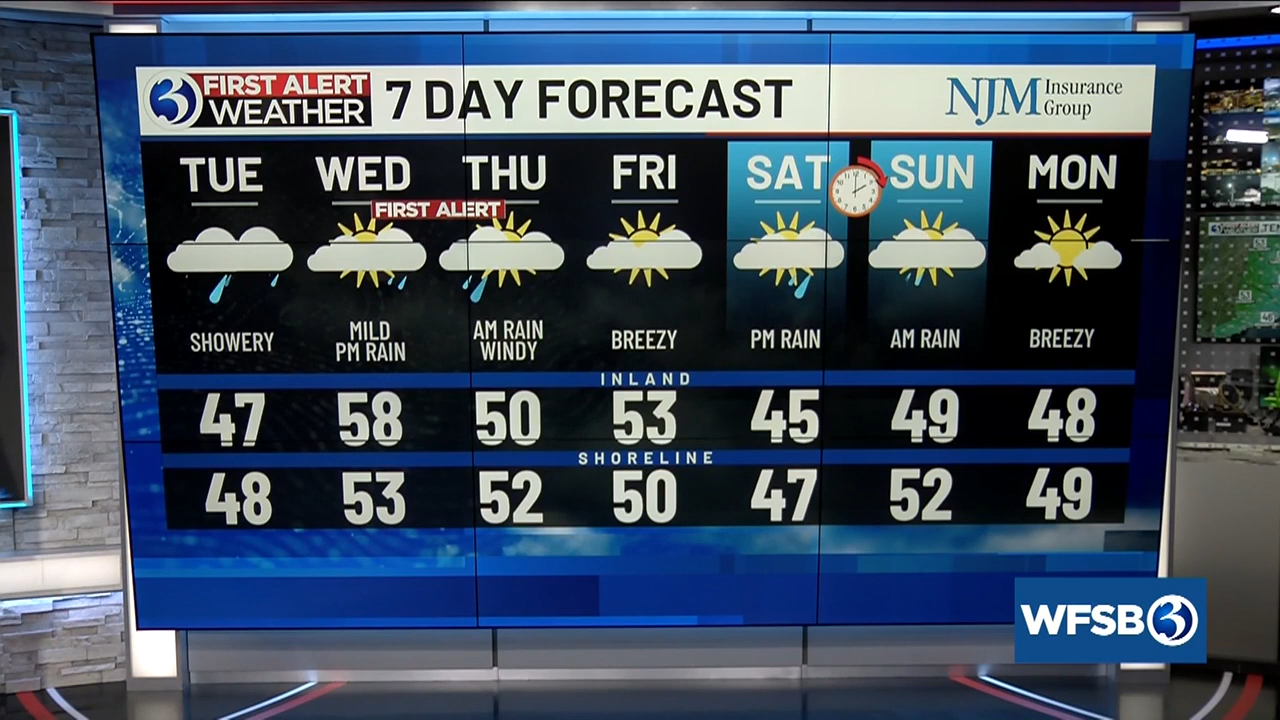 3 FIRST ALERT WEATHER 7 DAY FORECAST
NJM Insurance Group
TUE WED THU FRI SAT SUN MON
FIRST ALERT
SHOWERY
MILD
PM RAIN
AM RAIN
WINDY
BREEZY
PM RAIN
AM RAIN
BREEZY
INLAND
47 58 50 53 45 49 48
SHORELINE
48 53 52 50 47 52 49
WFSB 3